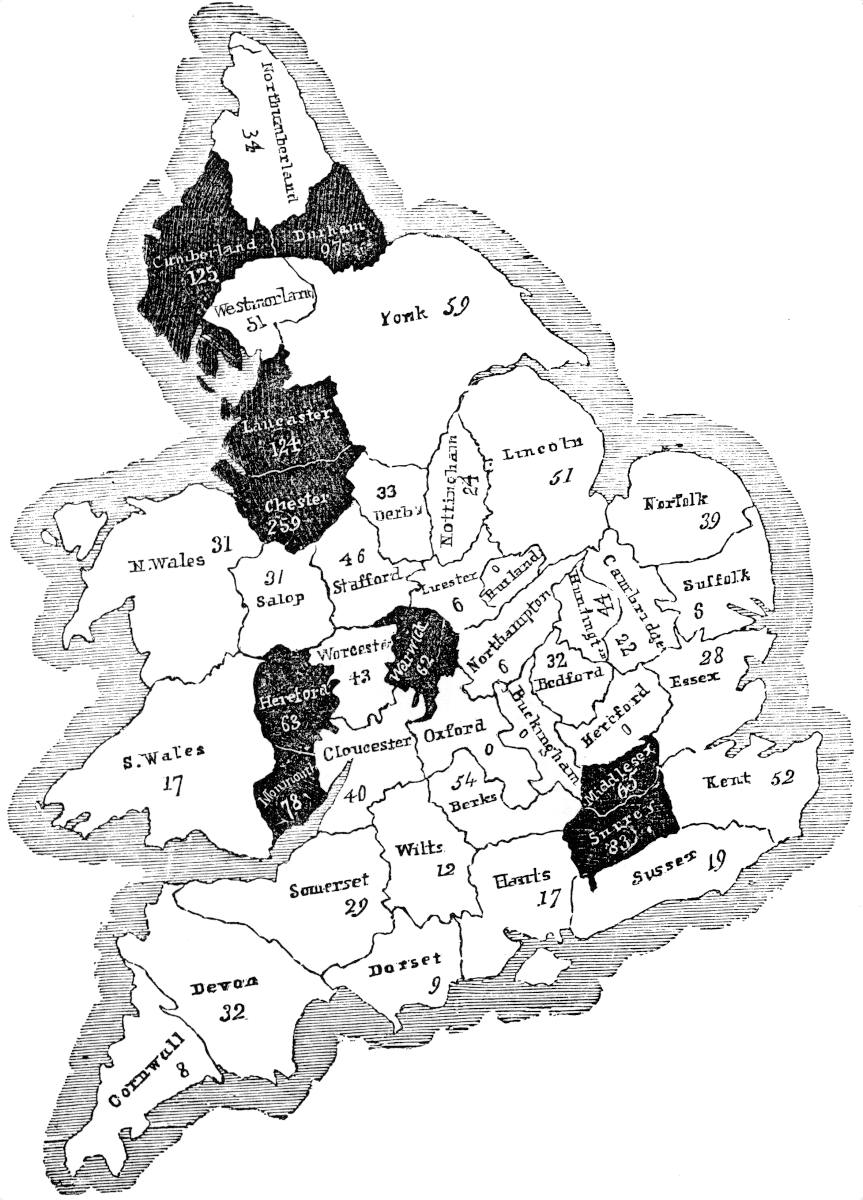 Northumberland
34
Cumberland
125
Durham
97
Westmorland
51
York 59
Lancaster
124
Chester
259
33
Derby
Nottingham
24
Lincoln
51
Norfolk
39
N. Wales 31
31
Salop
46
Stafford
Leicester
6
0
Rutland
Cambridge
22
Huntingdn
44
Suffolk
6
Worcester
43
Warwick
62
Northampton
6
32
Bedford
28
Essex
Hereford
63
Buckingham
0
Hertford
0
S. Wales
17
Monmouth
78
Gloucester
40
Oxford
0
54
Berks
Middlesex
65
Surrey
83
Kent 52
Wilts
12
Hants
17
Sussex 19
Somerset
29
Dorset
9
Devon
32
Cornwall
8